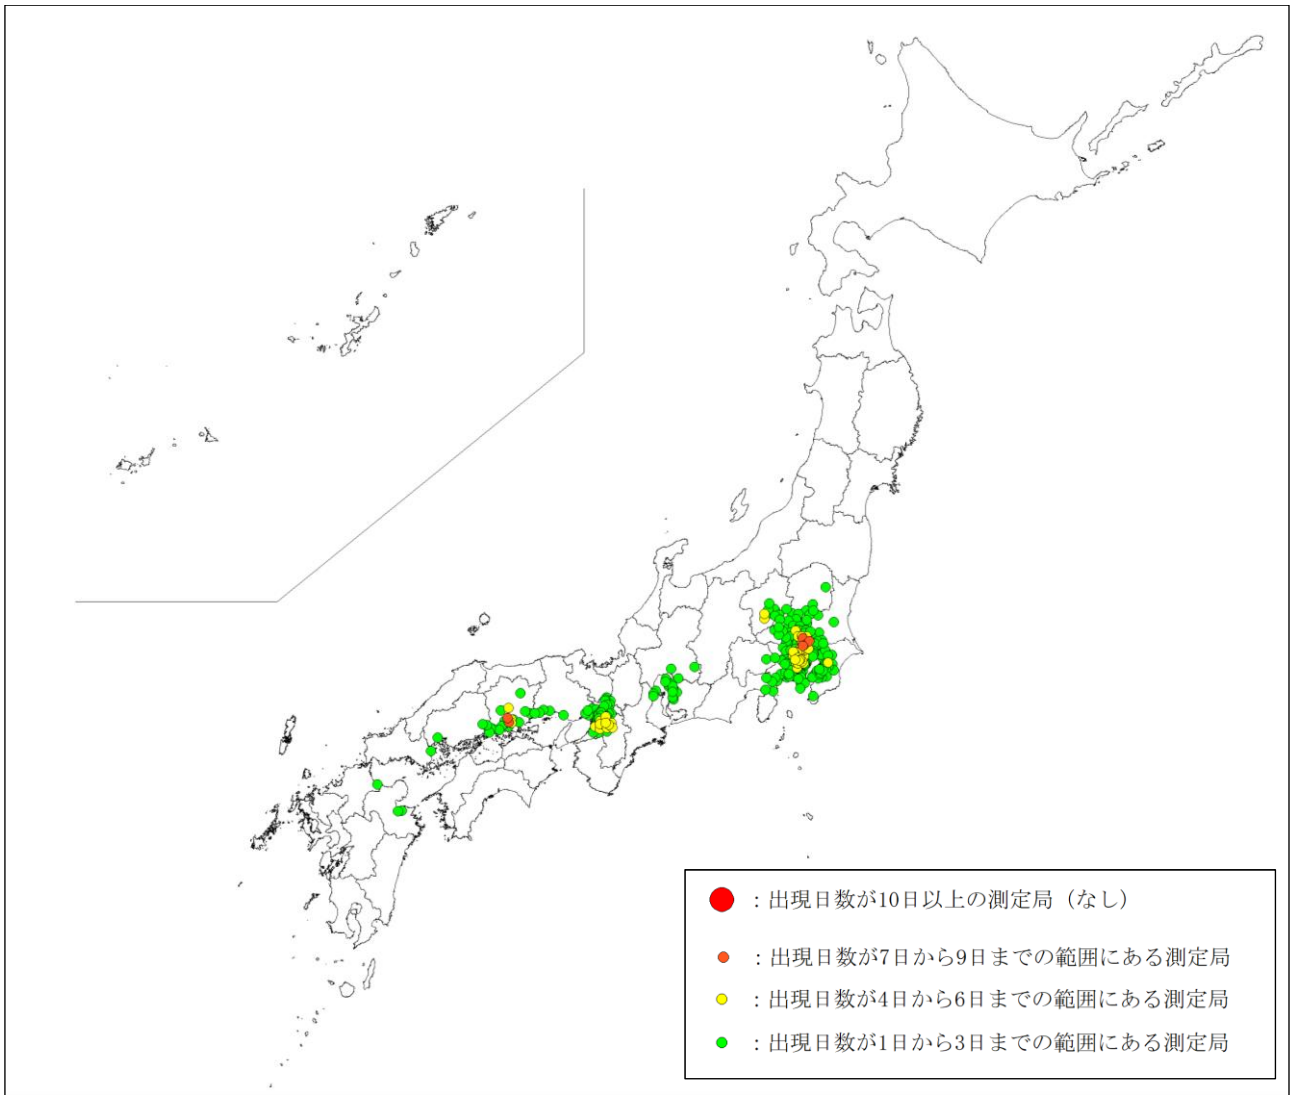 ：出現日数が10日以上の測定局（なし）
：出現日数が7日から9日までの範囲にある測定局
：出現日数が4日から6日までの範囲にある測定局
：出現日数が1日から3日までの範囲にある測定局